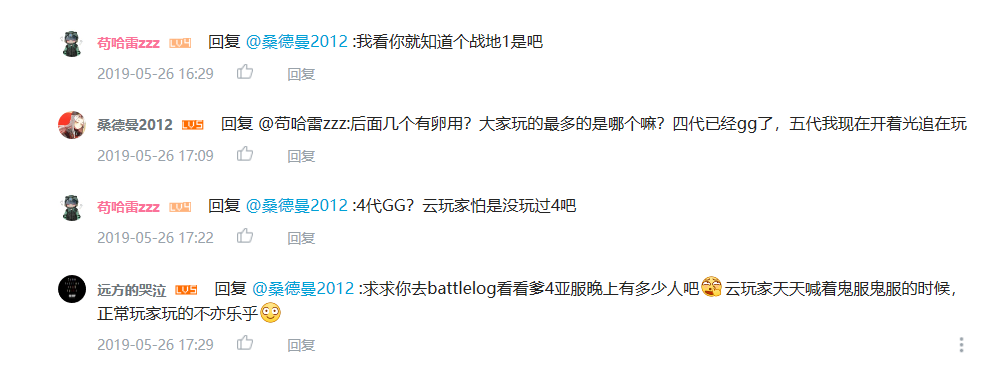 苟哈雷zzz LV4 回复 @桑德曼2012 :我看你就知道个战地1是吧
2019-05-26 16:29 回复
桑德曼2012 LV5 回复 @苟哈雷zzz:后面几个有卵用？大家玩的最多的是哪个嘛？四代已经gg了，五代我现在开着光追在玩
2019-05-26 17:09 回复
苟哈雷zzz LV4 回复 @桑德曼2012 :4代GG？云玩家怕是没玩过4吧
2019-05-26 17:22 回复
远方的哭泣 LV5 回复 @桑德曼2012 :求求你去battlelog看看爹4亚服晚上有多少人吧云玩家天天喊着鬼服鬼服的时候，
正常玩家玩的不亦乐乎
2019-05-26 17:29 回复